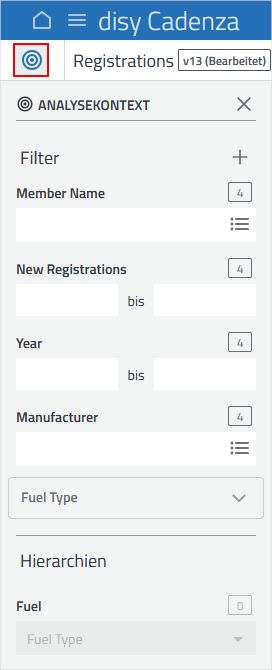 disy Cadenza
Registrations v13 (Bearbeitet)
ANALYSEKONTEXT
Filter
Member Name 4
New Registrations 4
bis
Year 4
bis
Manufacturer 4
Fuel Type
Hierarchien
Fuel 0
Fuel Type